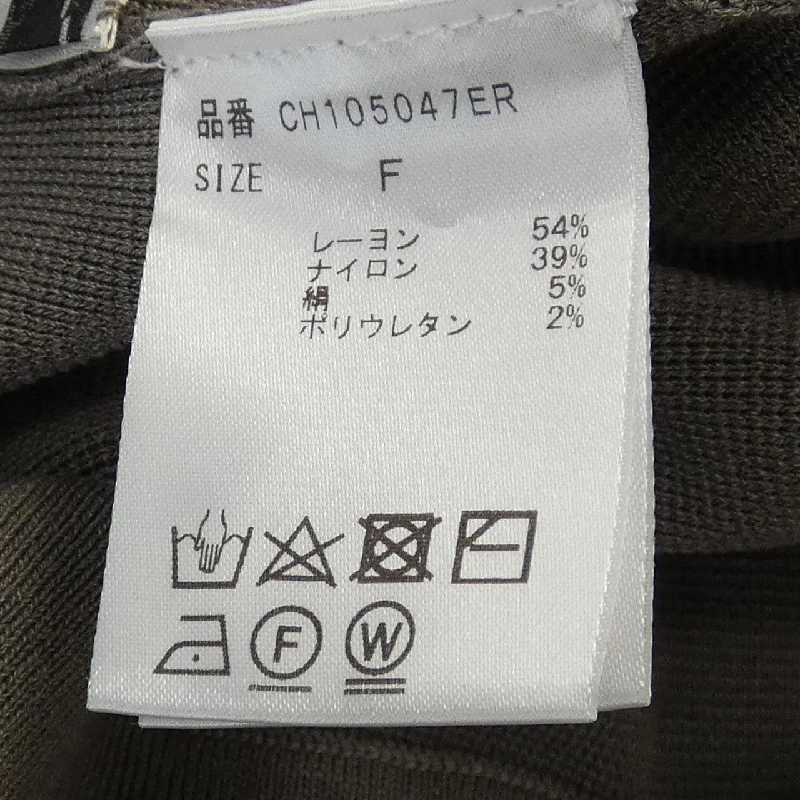 品番 CH105047ER
SIZE F
レーヨン 54%
ナイロン 39%
絹 5%
ポリウレタン 2%
F
W